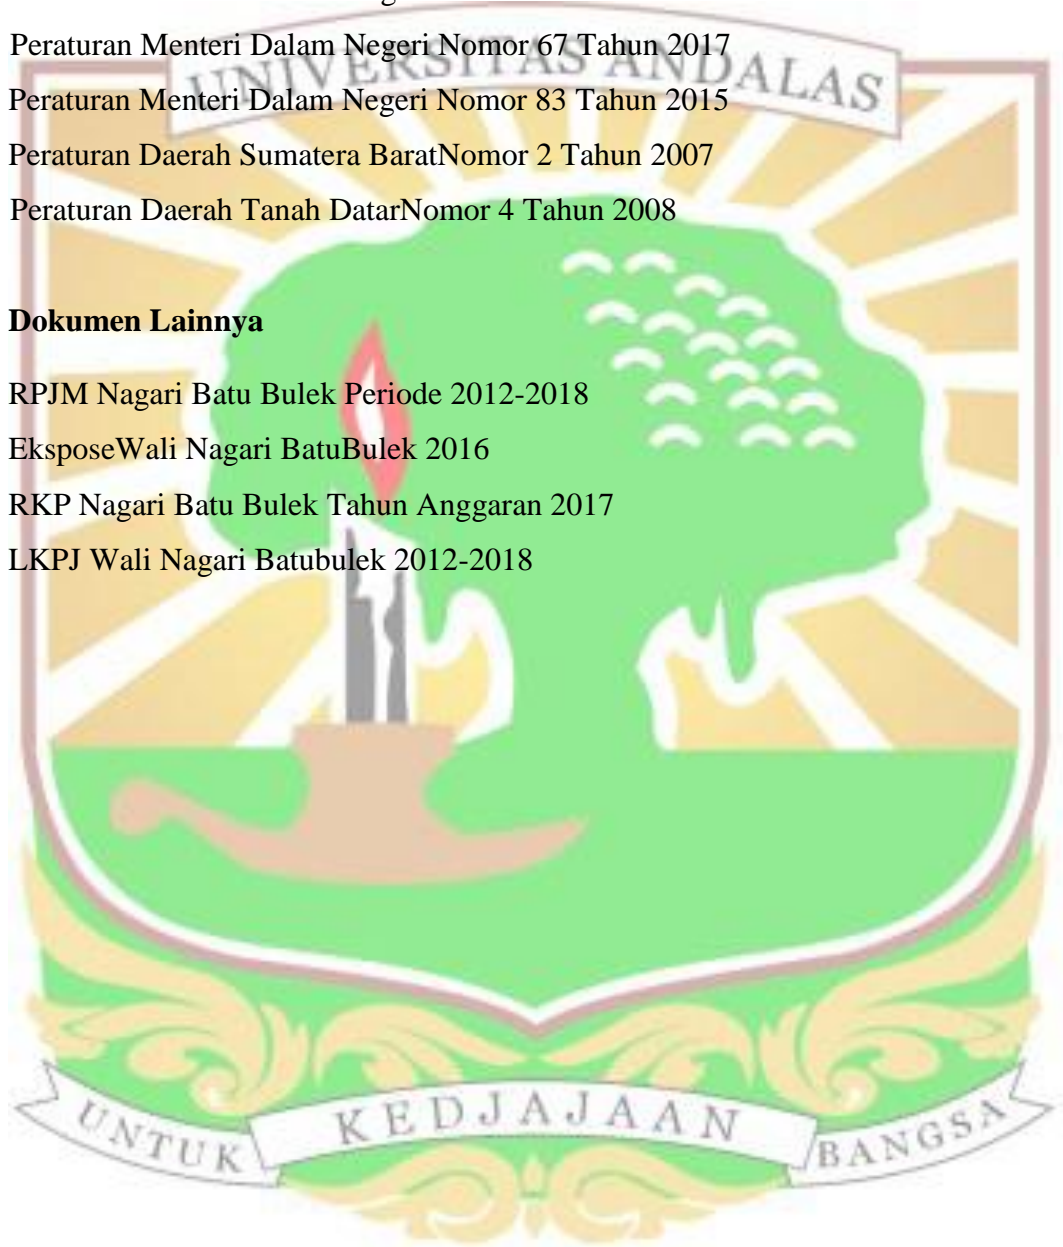 Peraturan Menteri Dalam Negeri Nomor 67 Tahun 2017
UNIVERSITAS ANDALAS
Peraturan Menteri Dalam Negeri Nomor 83 Tahun 2015
Peraturan Daerah Sumatera BaratNomor 2 Tahun 2007
Peraturan Daerah Tanah DatarNomor 4 Tahun 2008
Dokumen Lainnya
RPJM Nagari Batu Bulek Periode 2012-2018
EksposeWali Nagari BatuBulek 2016
RKP Nagari Batu Bulek Tahun Anggaran 2017
LKPJ Wali Nagari Batubulek 2012-2018
UNTUK KEDJAJAAN BANGSA